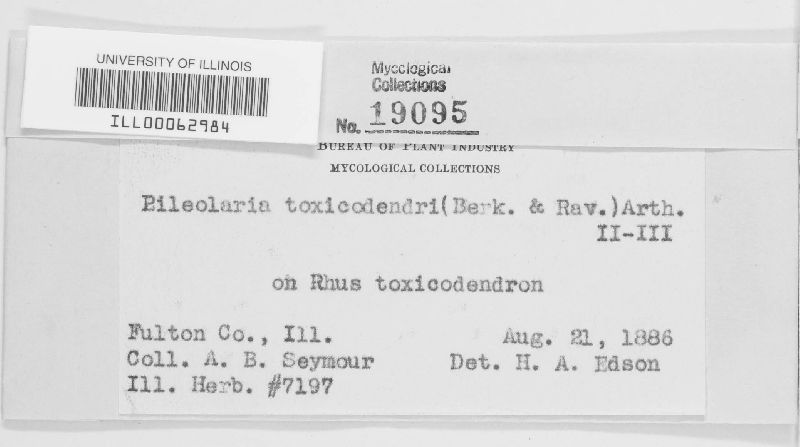 UNIVERSITY OF ILLINOIS
ILL00062984
Mycological
Collections
No. 19095
BUREAU OF PLANT INDUSTRY
MYCOLOGICAL COLLECTIONS
Pileolaria toxicodendri(Berk. & Rav.)Arth.
II-III
on Rhus toxicodendron
Fulton Co., Ill. Aug. 21, 1886
Coll. A. B. Seymour Det. H. A. Edson
Ill. Herb. #7197